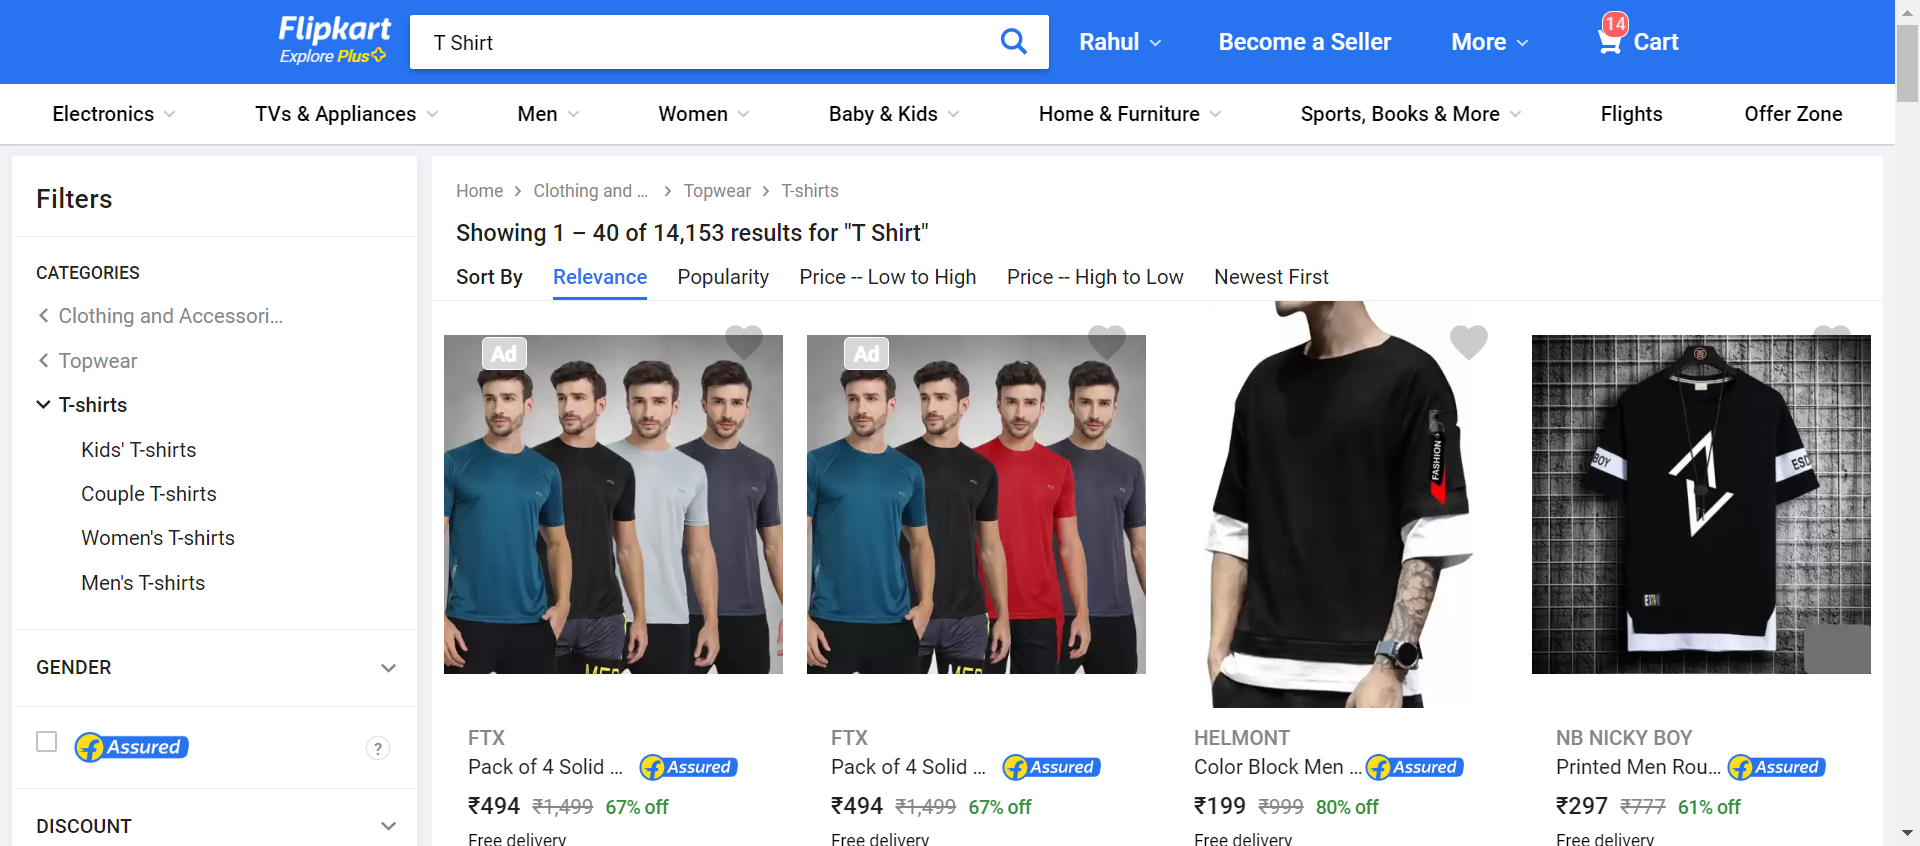 Flipkart
Explore Plus
T Shirt
Rahul
Become a Seller
More
14
Cart
Electronics
TVs & Appliances
Men
Women
Baby & Kids
Home & Furniture
Sports, Books & More
Flights
Offer Zone
Filters
CATEGORIES
Clothing and Accessori...
Topwear
T-shirts
Kids' T-shirts
Couple T-shirts
Women's T-shirts
Men's T-shirts
GENDER
Assured
?
DISCOUNT
Home
Clothing and ...
Topwear
T-shirts
Showing 1 – 40 of 14,153 results for "T Shirt"
Sort By
Relevance
Popularity
Price -- Low to High
Price -- High to Low
Newest First
Ad
FTX
FTX
Pack of 4 Solid ...
Assured
₹494 ₹1,499 67% off
Free delivery
Ad
FTX
FTX
Pack of 4 Solid ...
Assured
₹494 ₹1,499 67% off
Free delivery
FASHION
HELMONT
Color Block Men ...
Assured
₹199 ₹999 80% off
Free delivery
BOY
ESD
NB NICKY BOY
Printed Men Rou...
Assured
₹297 ₹777 61% off
Free delivery